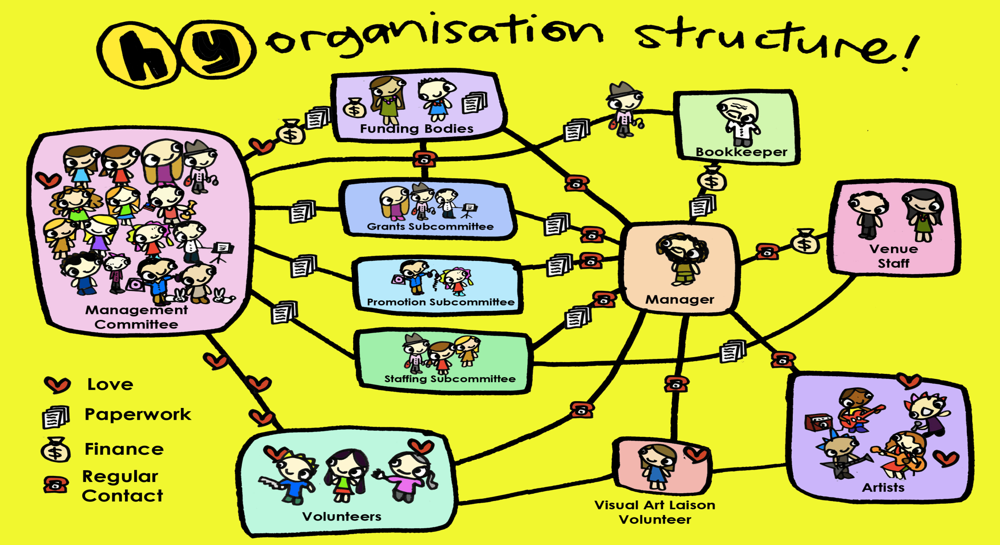 hy organisation structure!
Funding Bodies
Bookkeeper
Grants Subcommittee
Venue
Staff
Promotion Subcommittee
Manager
Management
Committee
Staffing Subcommittee
Love
Paperwork
Finance
Regular
Contact
Volunteers
Visual Art Laison
Volunteer
Artists